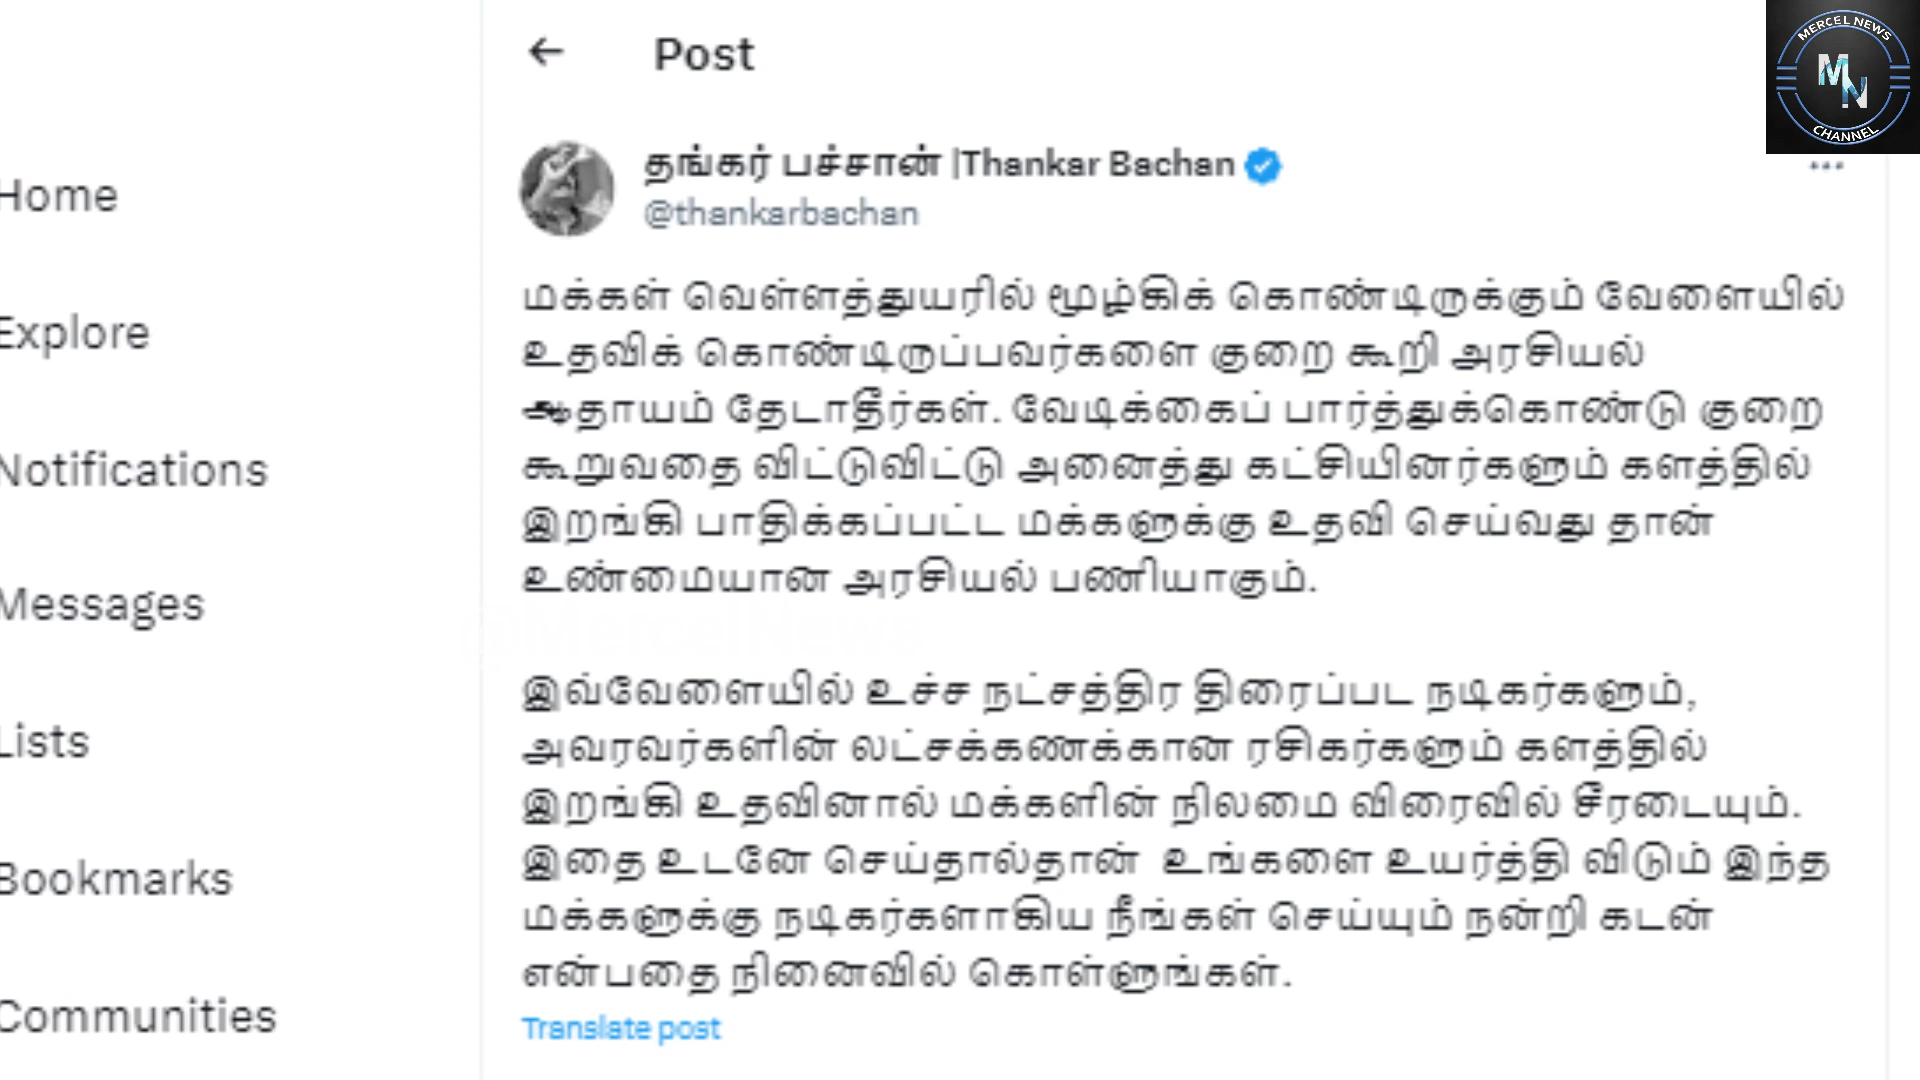 Post
MERCEL NEWS
MN
CHANNEL
தங்கர் பச்சான் |Thankar Bachan
@thankarbachan
Home
Explore
Notifications
Messages
Lists
Bookmarks
Communities
மக்கள் வெள்ளத்துயரில் மூழ்கிக் கொண்டிருக்கும் வேளையில்
உதவிக் கொண்டிருப்பவர்களை குறை கூறி அரசியல்
ஆதாயம் தேடாதீர்கள். வேடிக்கைப் பார்த்துக்கொண்டு குறை
கூறுவதை விட்டுவிட்டு அனைத்து கட்சியினர்களும் களத்தில்
இறங்கி பாதிக்கப்பட்ட மக்களுக்கு உதவி செய்வது தான்
உண்மையான அரசியல் பணியாகும்.
@MercelNews
இவ்வேளையில் உச்ச நட்சத்திர திரைப்பட நடிகர்களும்,
அவரவர்களின் லட்சக்கணக்கான ரசிகர்களும் களத்தில்
இறங்கி உதவினால் மக்களின் நிலமை விரைவில் சீரடையும்.
இதை உடனே செய்தால்தான் உங்களை உயர்த்தி விடும் இந்த
மக்களுக்கு நடிகர்களாகிய நீங்கள் செய்யும் நன்றி கடன்
என்பதை நினைவில் கொள்ளுங்கள்.
Translate post